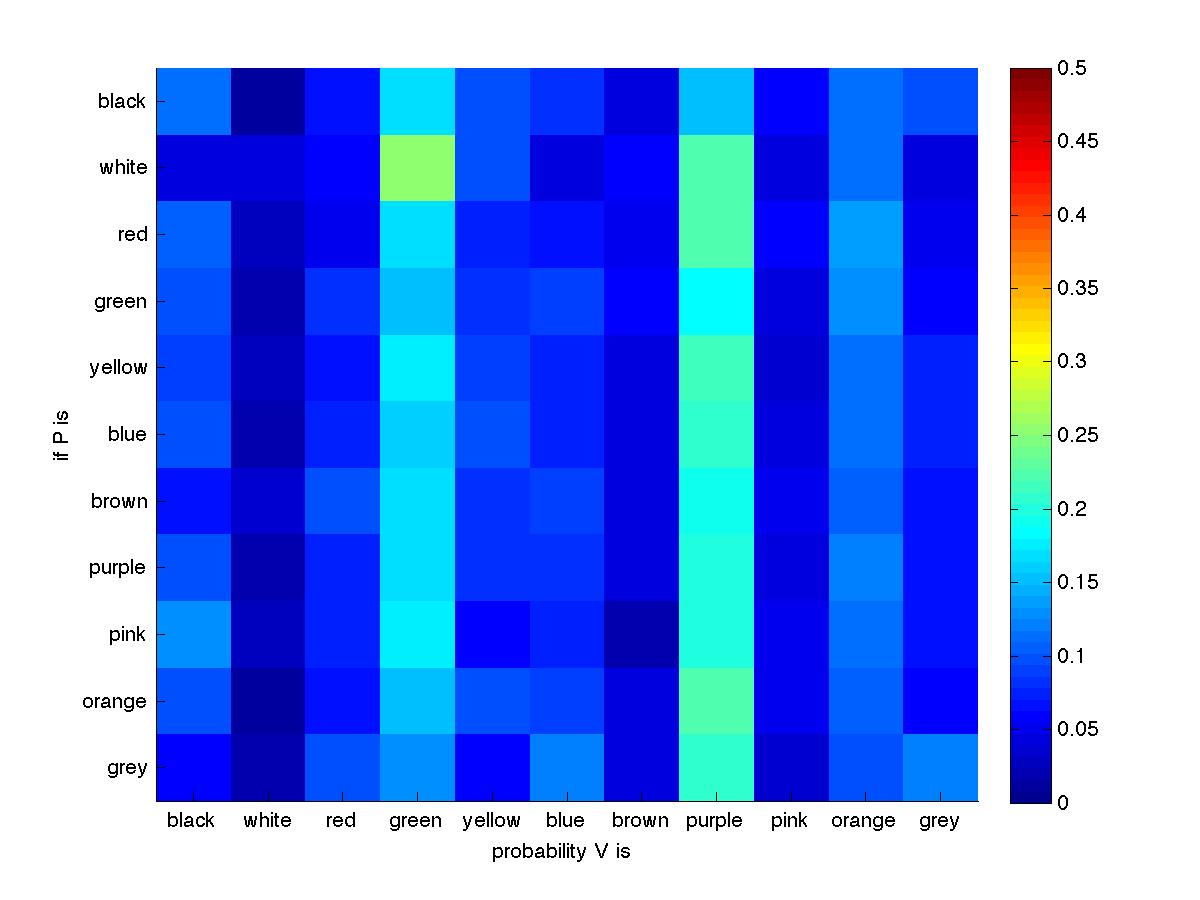 if P is
black
white
red
green
yellow
blue
brown
purple
pink
orange
grey
black white red green yellow blue brown purple pink orange grey
probability V is
0.5
0.45
0.4
0.35
0.3
0.25
0.2
0.15
0.1
0.05
0